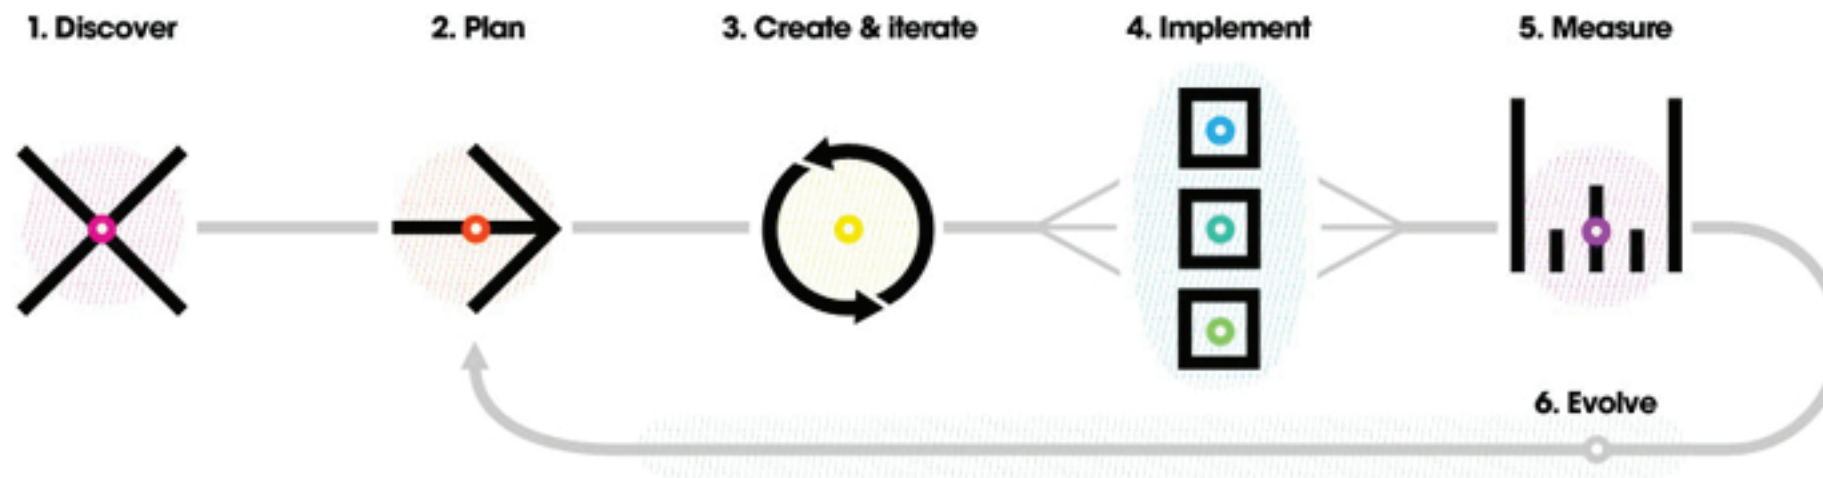 1. Discover
2. Plan
3. Create & iterate
4. Implement
5. Measure
6. Evolve